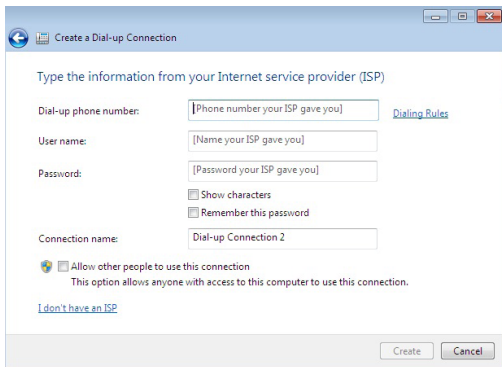 Create a Dial-up Connection
Type the information from your Internet service provider (ISP)
Dial-up phone number: [Phone number your ISP gave you] Dialing Rules
User name: [Name your ISP gave you]
Password: [Password your ISP gave you]
Show characters
Remember this password
Connection name: Dial-up Connection 2
Allow other people to use this connection
This option allows anyone with access to this computer to use this connection.
I don't have an ISP
Create Cancel